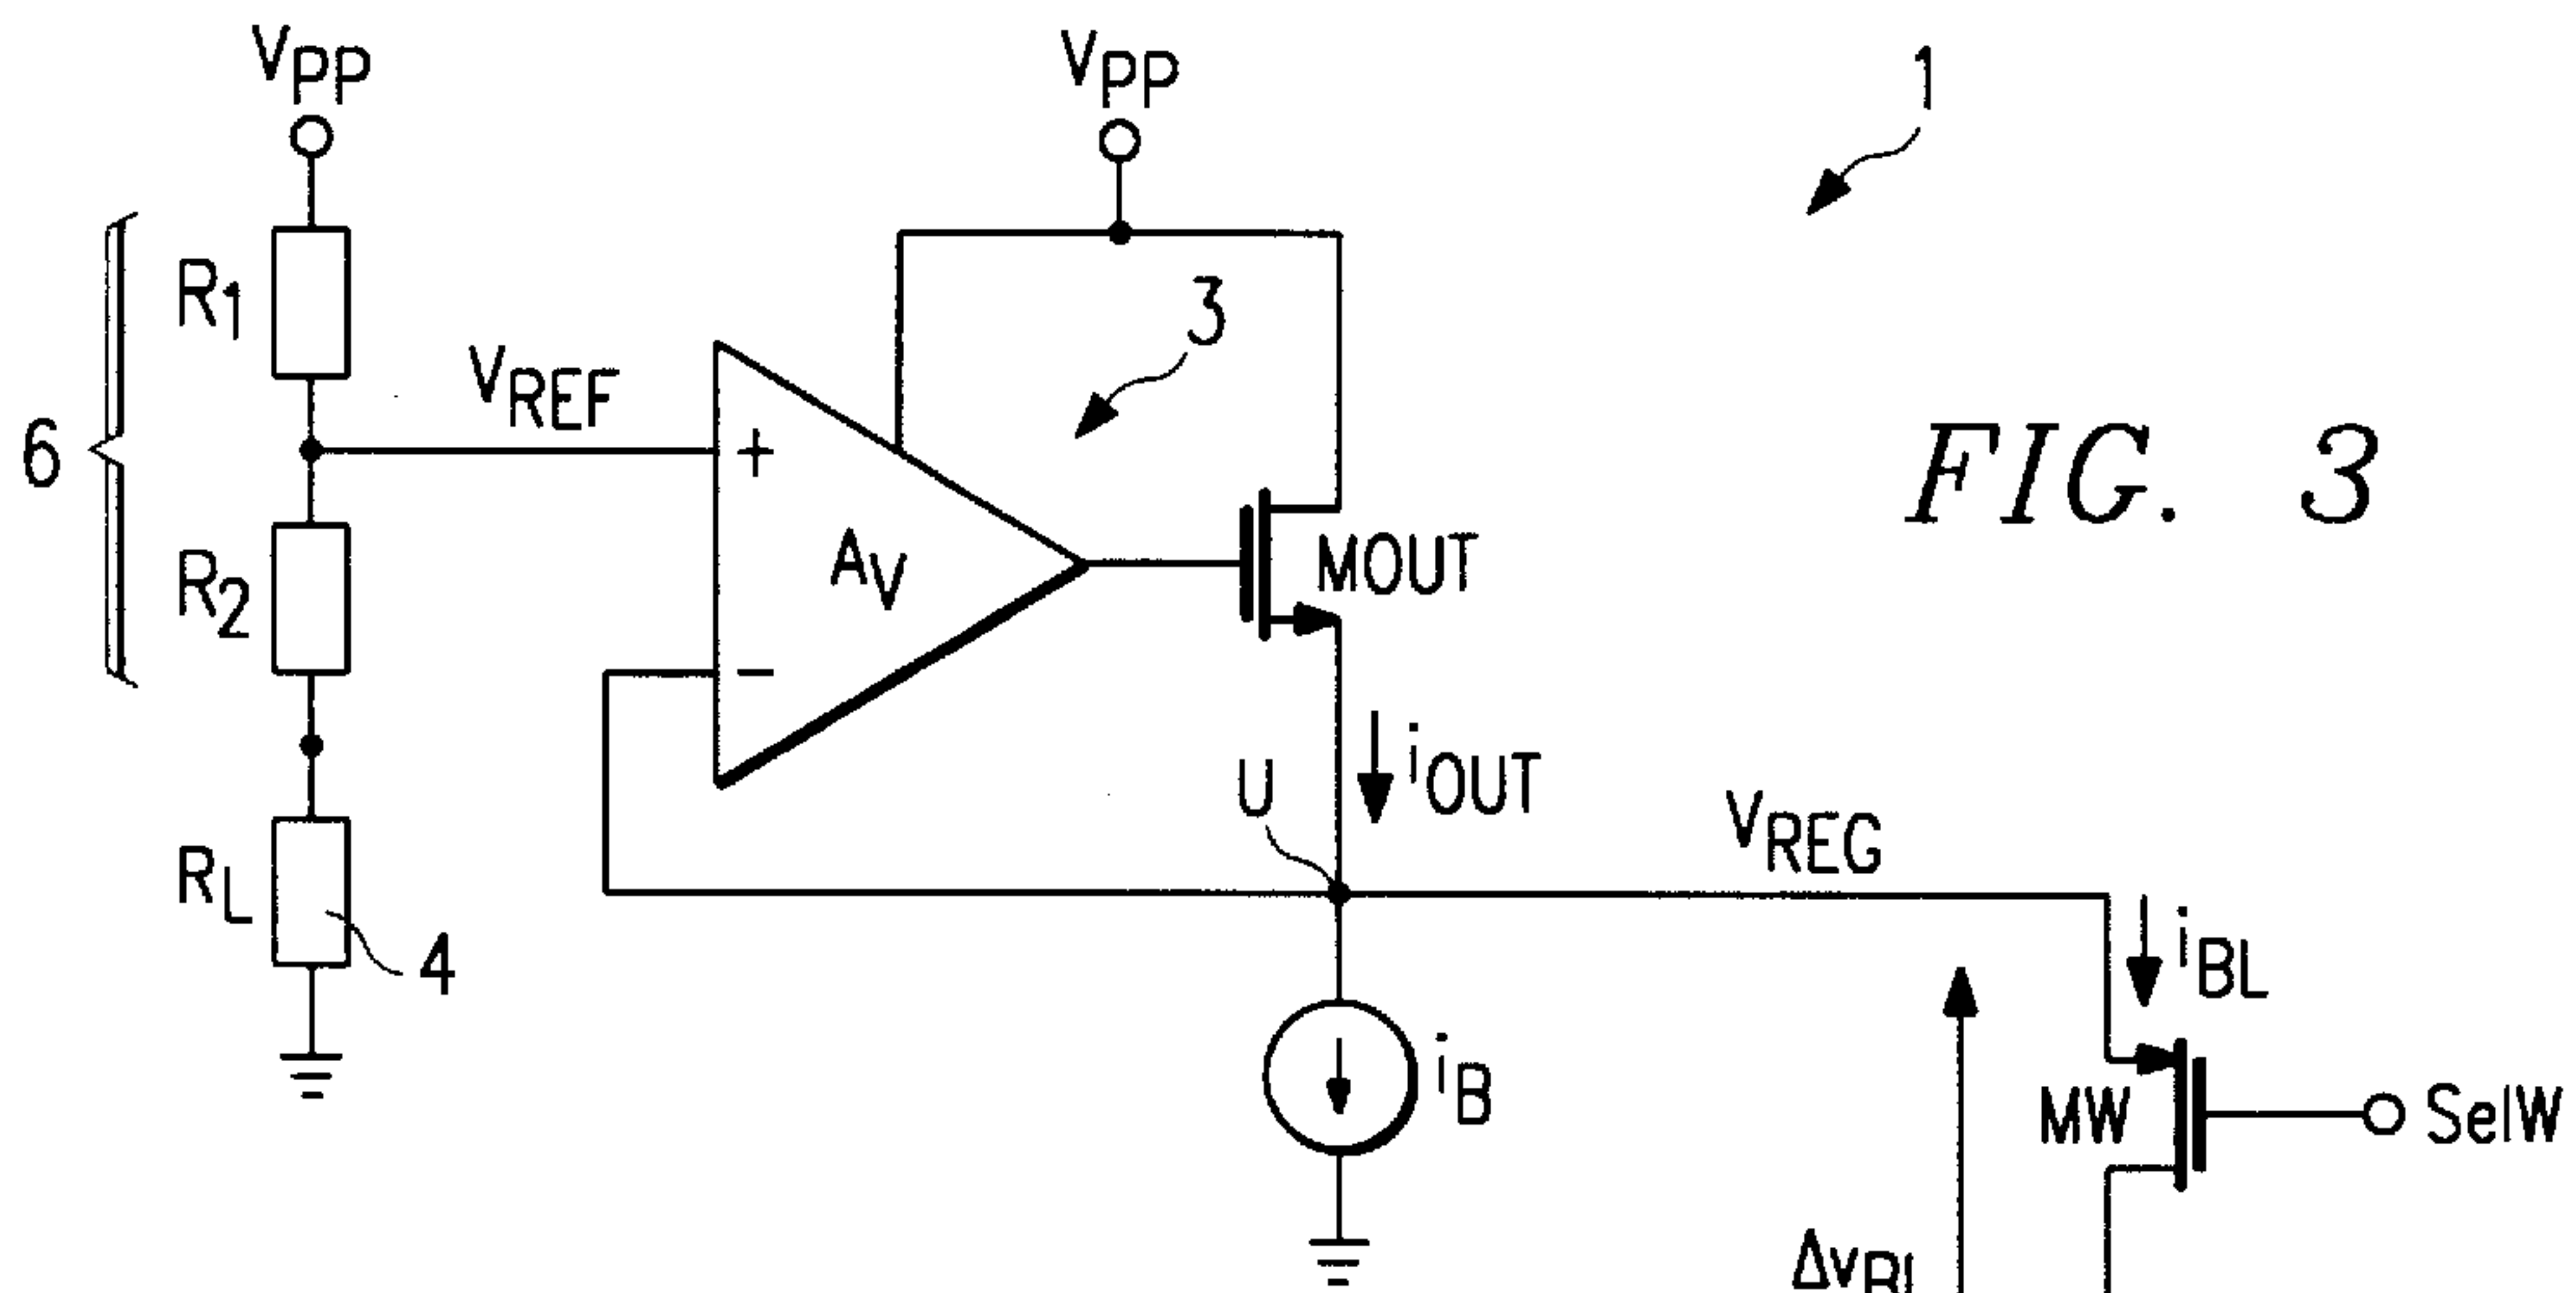 VPP
VPP
1
R1
3
VREF
+
6
FIG. 3
AV
MOUT
R2
−
iOUT
U
VREG
RL
4
iBL
iB
MW
SelW
ΔvBL